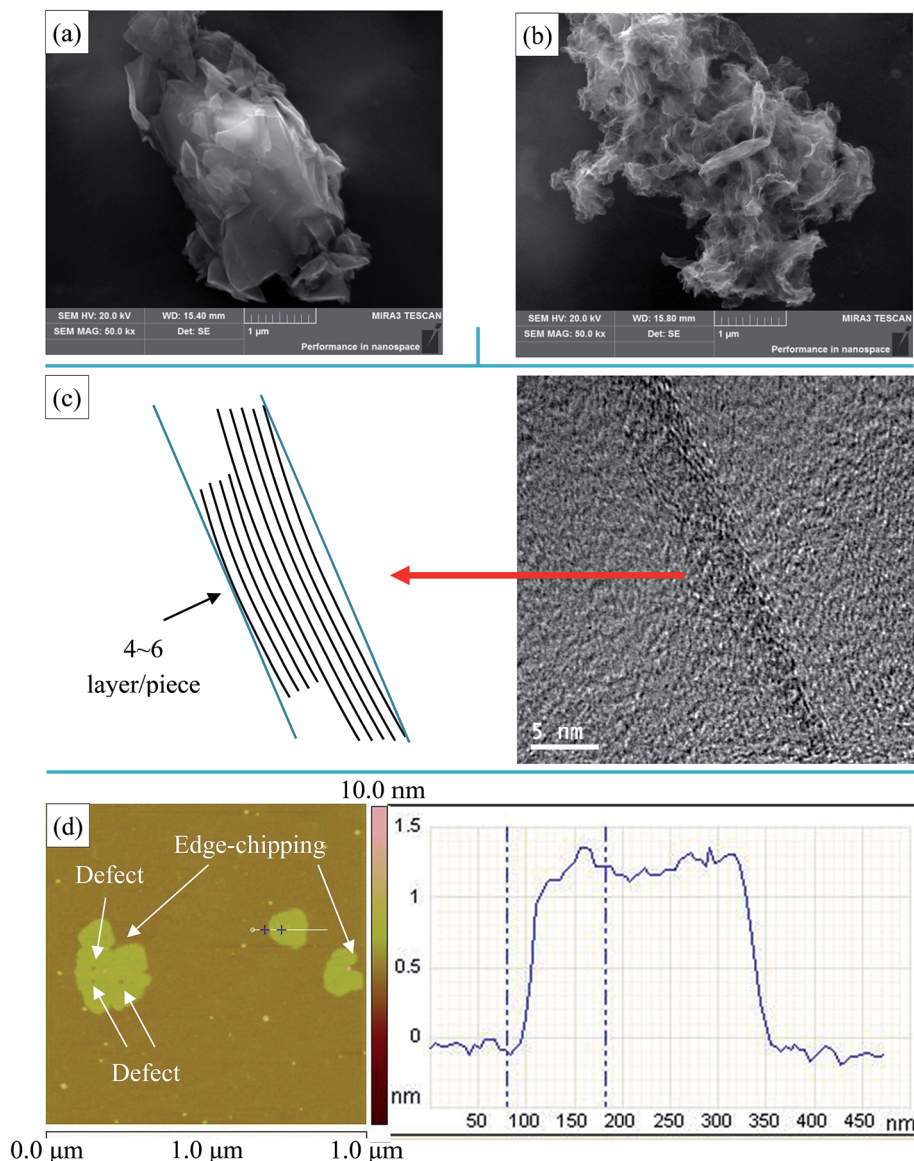 (a)
SEM HV: 20.0 kV WD: 15.40 mm MIRA3 TESCAN
SEM MAG: 50.0 kx Det: SE 1 µm
Performance in nanospace
(b)
SEM HV: 20.0 kV WD: 15.80 mm MIRA3 TESCAN
SEM MAG: 50.0 kx Det: SE 1 µm
Performance in nanospace
(c)
4~6
layer/piece
5 nm
(d)
10.0 nm
Edge-chipping
Defect
Defect
0.0 µm 1.0 µm 1.0 µm
1.5
1
0.5
0
nm
50 100 150 200 250 300 350 400 450 nm